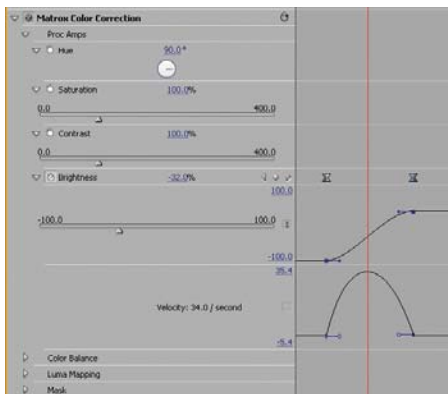 Matrox Color Correction
Proc Amps
Hue 90.0°
Saturation 100.0%
0.0 400.0
Contrast 100.0%
0.0 400.0
Brightness -32.0%
100.0
-100.0 100.0
-100.0
35.4
Velocity: 34.0 / second
-5.4
Color Balance
Luma Mapping
Mask